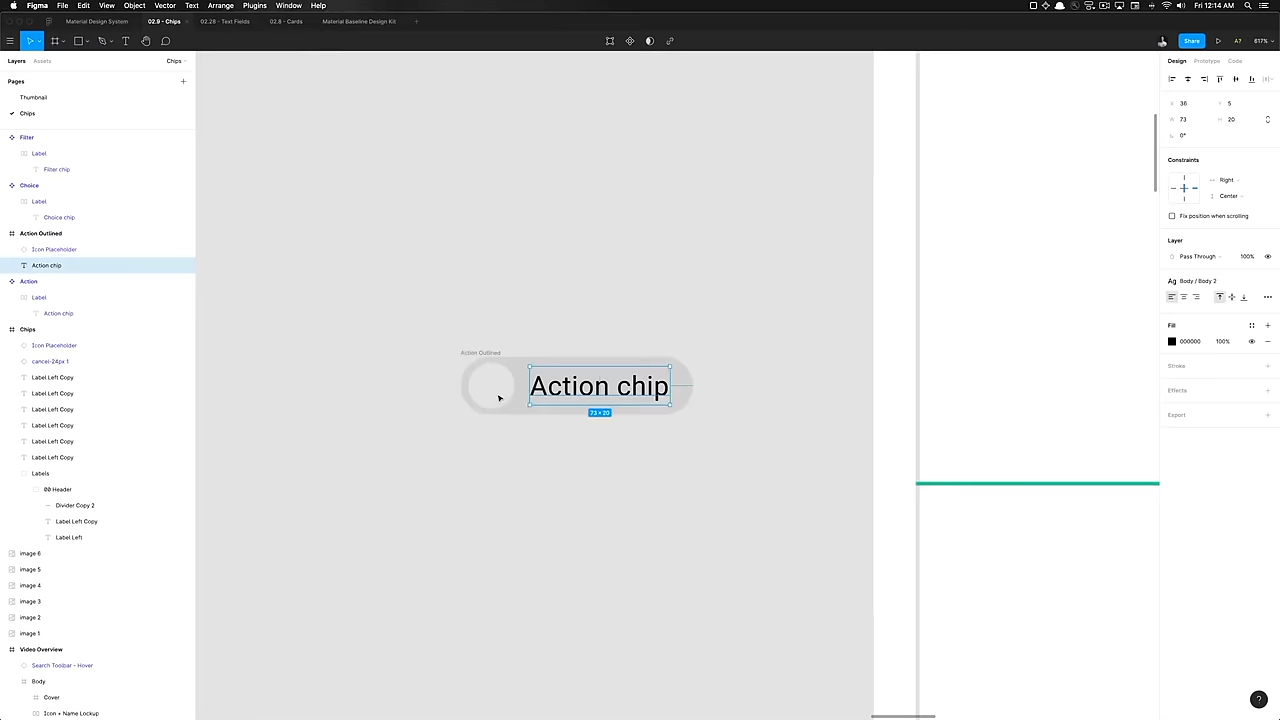 Figma File Edit View Object Vector Text Arrange Plugins Window Help Fri 12:14 AM
Material Design System 02.9 - Chips 02.28 - Text Fields 02.8 - Cards Material Baseline Design Kit
Share A? 617%
Layers Assets Chips
Pages
Thumbnail
Chips
Filter
Label
Filter chip
Choice
Label
Choice chip
Action Outlined
Icon Placeholder
Action chip
Action
Label
Action chip
Chips
Icon Placeholder
cancel-24px 1
Label Left Copy
Label Left Copy
Label Left Copy
Label Left Copy
Label Left Copy
Label Left Copy
Labels
00 Header
Divider Copy 2
Label Left Copy
Label Left
image 6
image 5
image 4
image 3
image 2
image 1
Video Overview
Search Toolbar - Hover
Body
Cover
Icon + Name Lockup
Action Outlined
Action chip
73 × 20
Design Prototype Code
X 36 Y 5
W 73 H 20
0°
Constraints
Right
Center
Fix position when scrolling
Layer
Pass Through 100%
Ag Body / Body 2
Fill
000000 100%
Stroke
Effects
Export
?